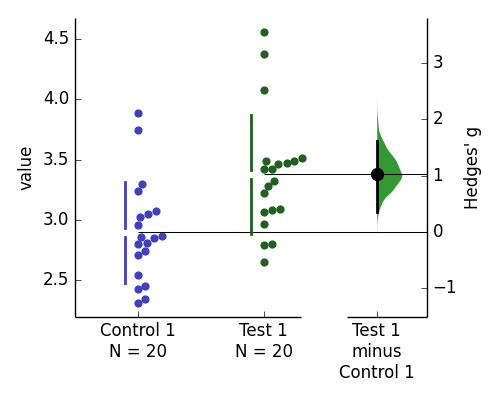 4.5
4.0
3.5
3.0
2.5
value
3
2
1
0
−1
Hedges' g
Control 1
N = 20
Test 1
N = 20
Test 1
minus
Control 1